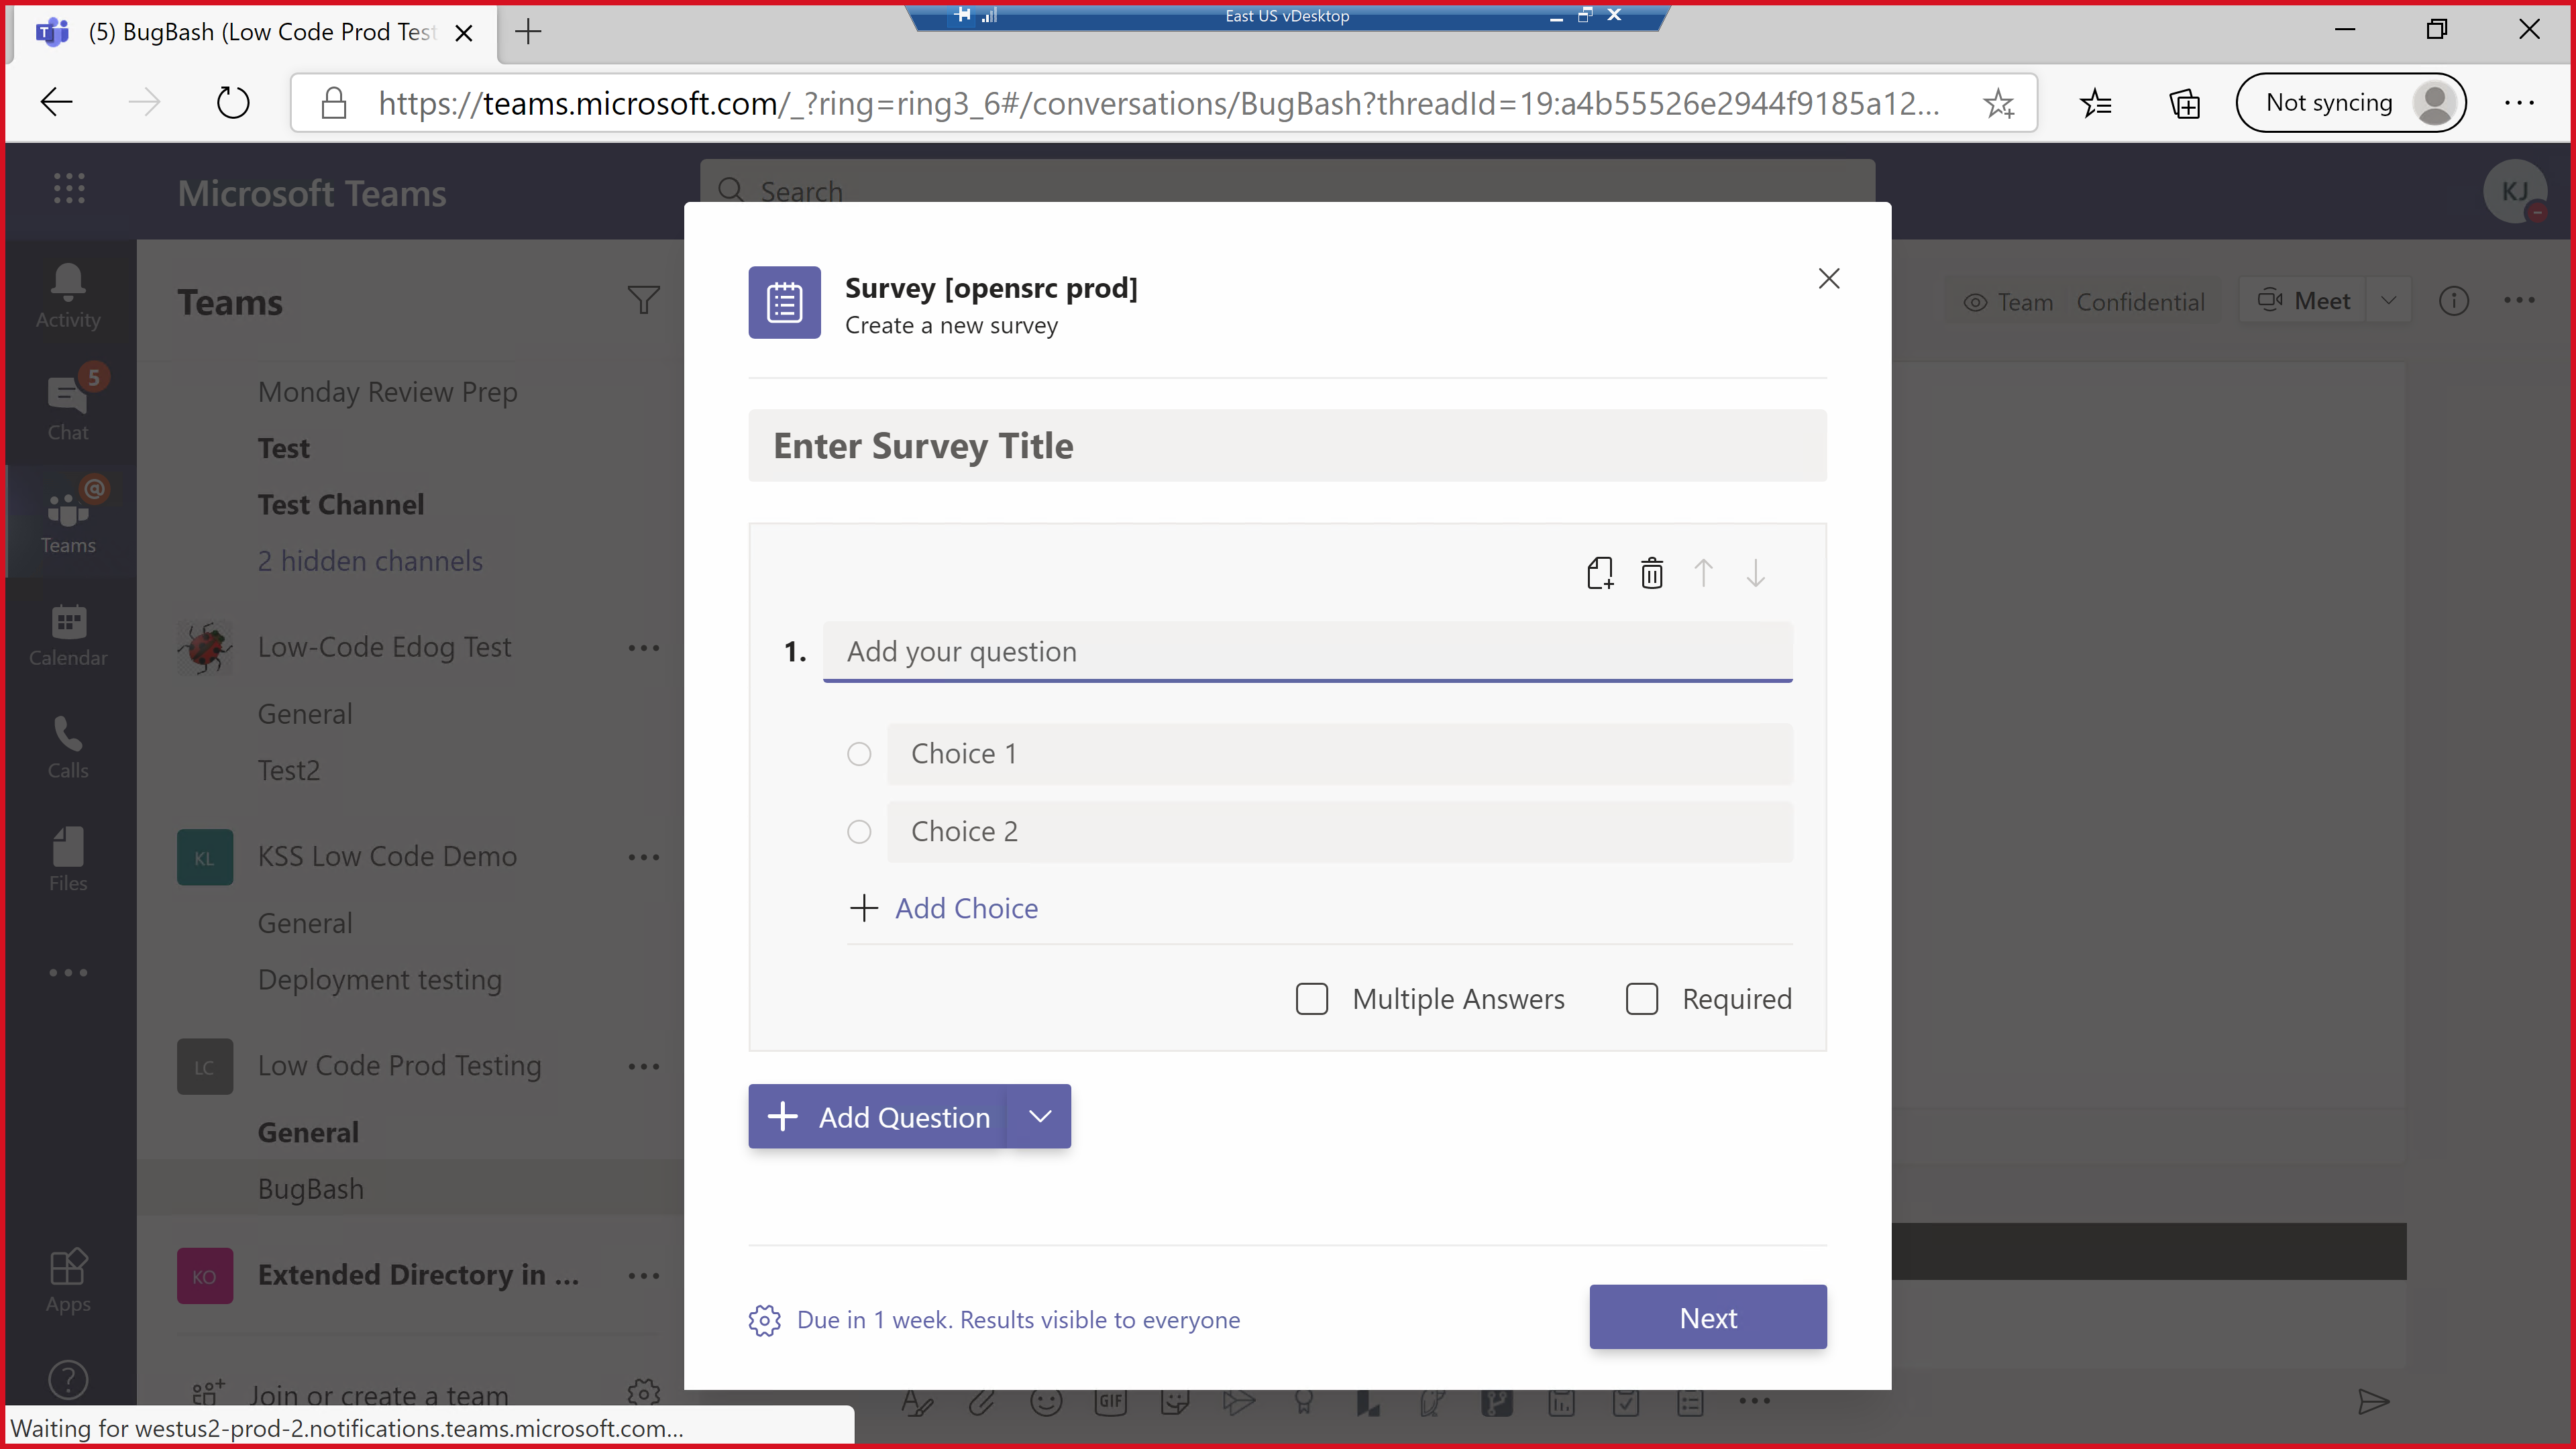 East US vDesktop
(5) BugBash (Low Code Prod Test
https://teams.microsoft.com/_?ring=ring3_6#/conversations/BugBash?threadId=19:a4b55526e2944f9185a12...
Not syncing
Microsoft Teams
Search
KJ
Activity
5
Chat
@
Teams
Calendar
Calls
Files
Apps
Teams
Monday Review Prep
Test
Test Channel
2 hidden channels
Low-Code Edog Test
General
Test2
KL
KSS Low Code Demo
General
Deployment testing
LC
Low Code Prod Testing
General
BugBash
KO
Extended Directory in ...
Join or create a team
Team Confidential
Meet
Survey [opensrc prod]
Create a new survey
Enter Survey Title
1. Add your question
Choice 1
Choice 2
Add Choice
Multiple Answers
Required
Add Question
Due in 1 week. Results visible to everyone
Next
GIF
Waiting for westus2-prod-2.notifications.teams.microsoft.com...